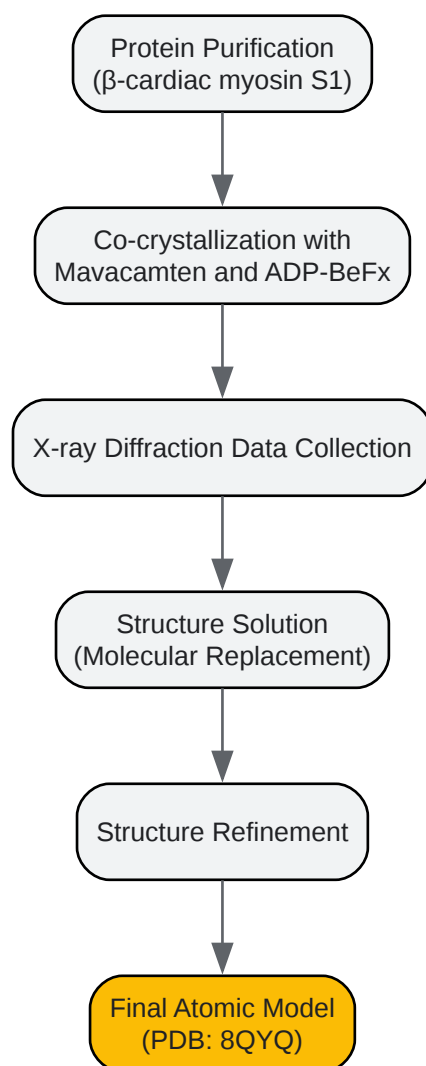 Protein Purification
(β-cardiac myosin S1)
Co-crystallization with
Mavacamten and ADP-BeFx
X-ray Diffraction Data Collection
Structure Solution
(Molecular Replacement)
Structure Refinement
Final Atomic Model
(PDB: 8QYQ)